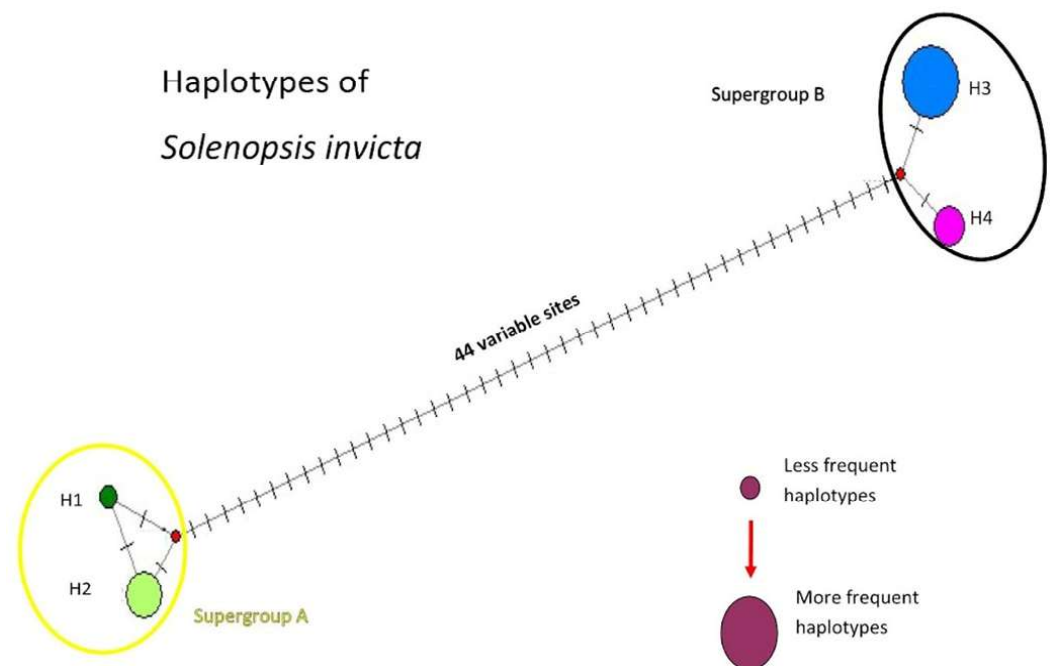 Haplotypes of
Solenopsis invicta
Supergroup B
H3
H4
44 variable sites
H1
H2
Supergroup A
Less frequent
haplotypes
More frequent
haplotypes